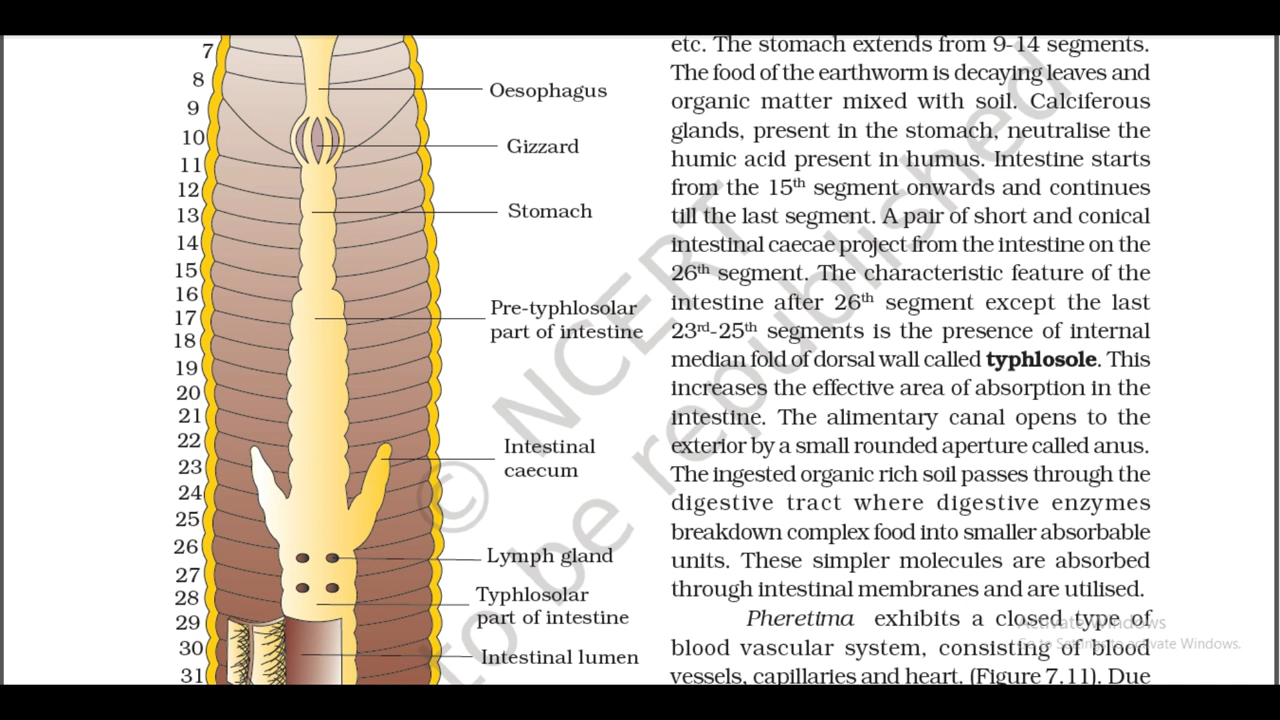 7
8
9
10
11
12
13
14
15
16
17
18
19
20
21
22
23
24
25
26
27
28
29
30
31
Oesophagus
Gizzard
Stomach
Pre-typhlosolar
part of intestine
Intestinal
caecum
Lymph gland
Typhlosolar
part of intestine
Intestinal lumen
etc. The stomach extends from 9-14 segments.
The food of the earthworm is decaying leaves and
organic matter mixed with soil. Calciferous
glands, present in the stomach, neutralise the
humic acid present in humus. Intestine starts
from the 15th segment onwards and continues
till the last segment. A pair of short and conical
intestinal caecae project from the intestine on the
26th segment. The characteristic feature of the
intestine after 26th segment except the last
23rd-25th segments is the presence of internal
median fold of dorsal wall called typhlosole. This
increases the effective area of absorption in the
intestine. The alimentary canal opens to the
exterior by a small rounded aperture called anus.
The ingested organic rich soil passes through the
digestive tract where digestive enzymes
breakdown complex food into smaller absorbable
units. These simpler molecules are absorbed
through intestinal membranes and are utilised.
Pheretima exhibits a closed type of
blood vascular system, consisting of blood
vessels, capillaries and heart. (Figure 7.11). Due
© NCERT
to be republished
Activate Windows
Go to Settings to activate Windows.